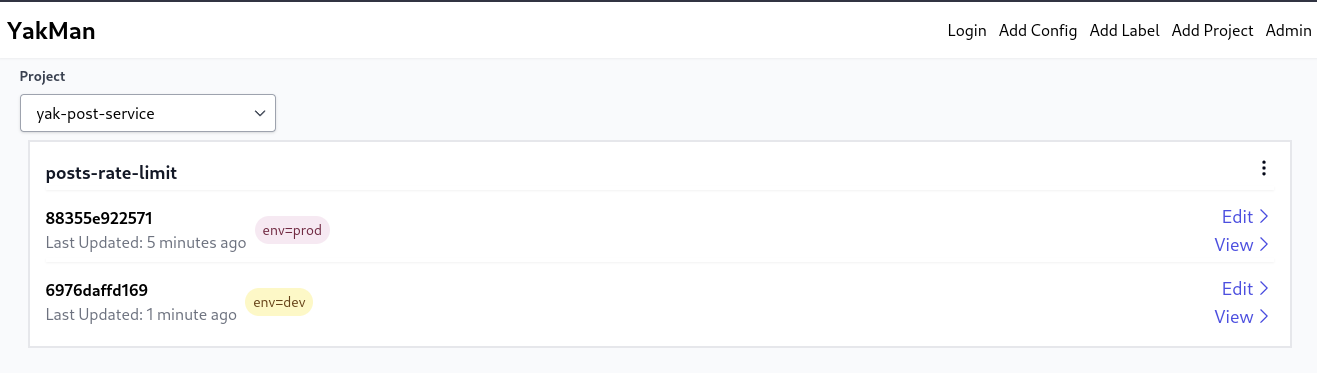 YakMan
Login Add Config Add Label Add Project Admin
Project
yak-post-service
posts-rate-limit
88355e922571
Last Updated: 5 minutes ago
env=prod
Edit
View
6976daffd169
Last Updated: 1 minute ago
env=dev
Edit
View